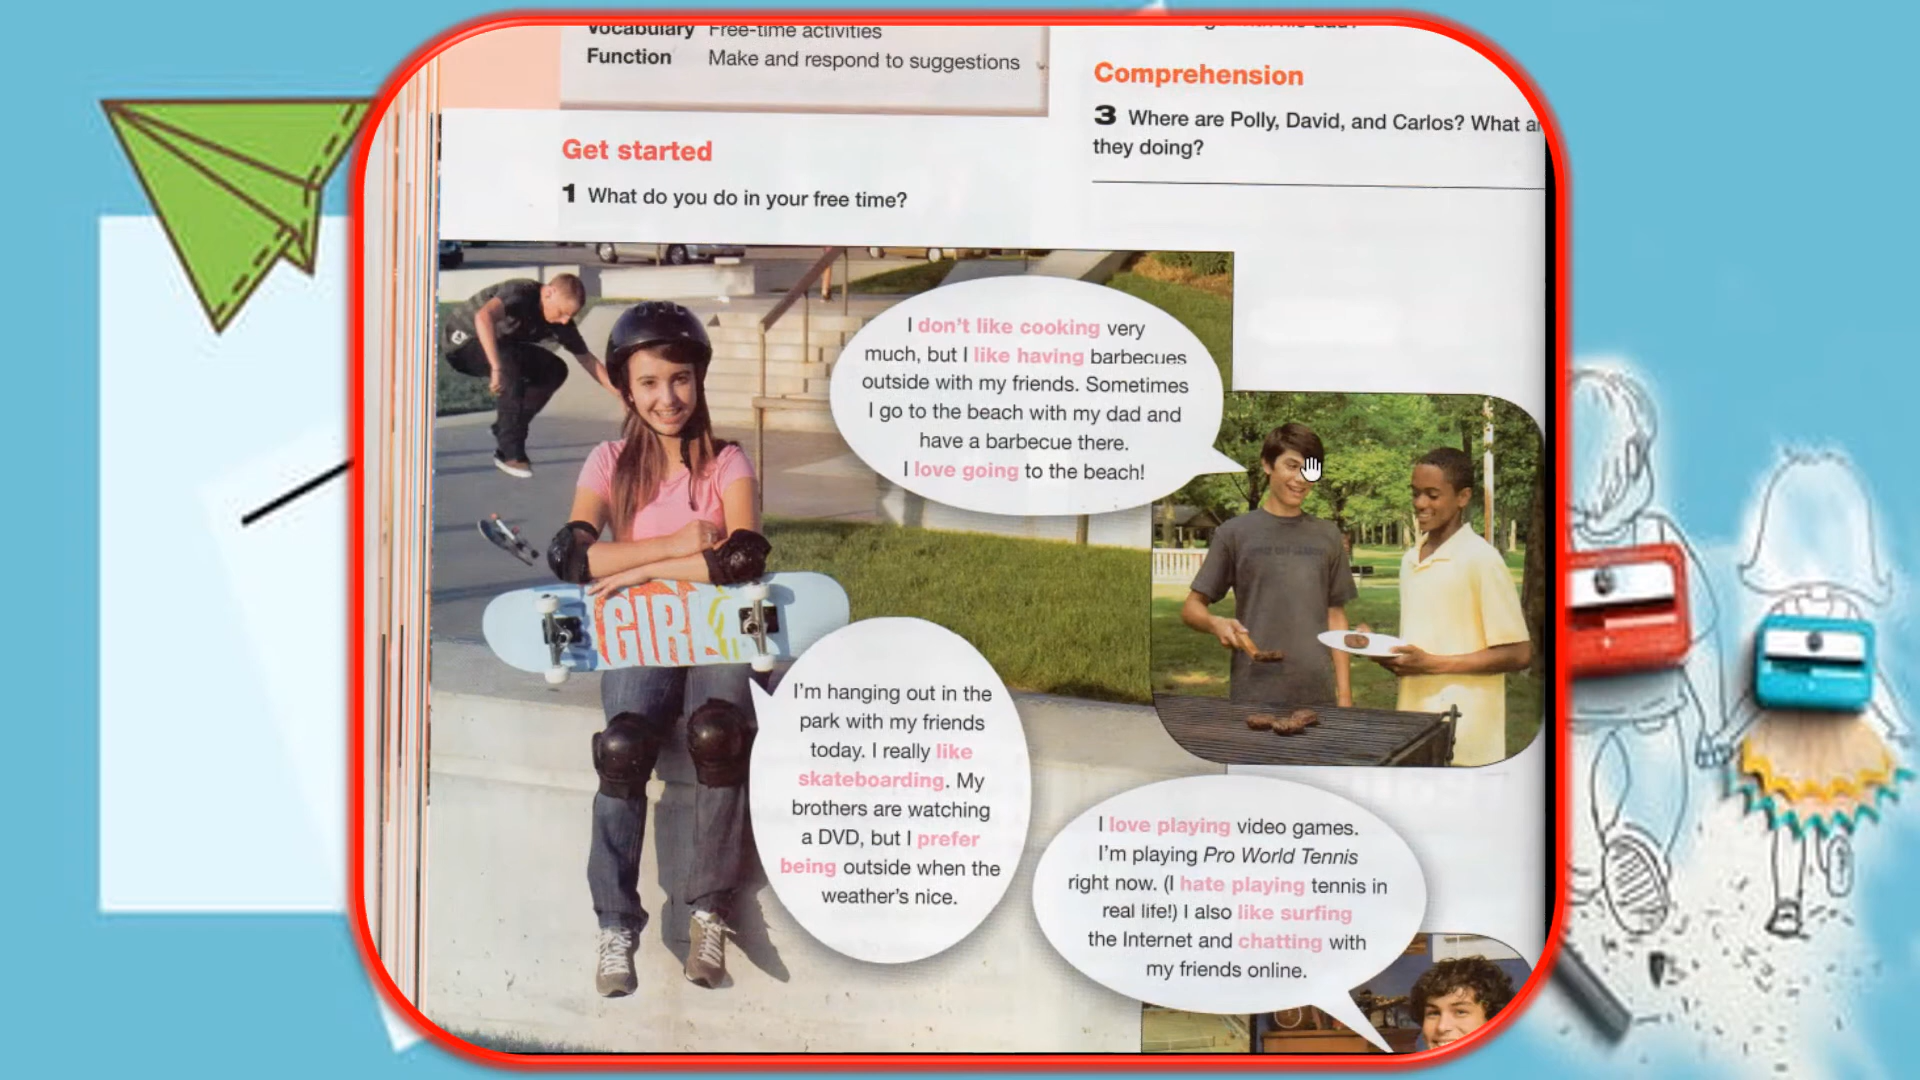 Vocabulary Free-time activities
Function Make and respond to suggestions
Get started
1 What do you do in your free time?
Comprehension
3 Where are Polly, David, and Carlos? What
they doing?
I don't like cooking very
much, but I like having barbecues
outside with my friends. Sometimes
I go to the beach with my dad and
have a barbecue there.
I love going to the beach!
GIRL
I'm hanging out in the
park with my friends
today. I really like
skateboarding. My
brothers are watching
a DVD, but I prefer
being outside when the
weather's nice.
I love playing video games.
I'm playing Pro World Tennis
right now. (I hate playing tennis in
real life!) I also like surfing
the Internet and chatting with
my friends online.